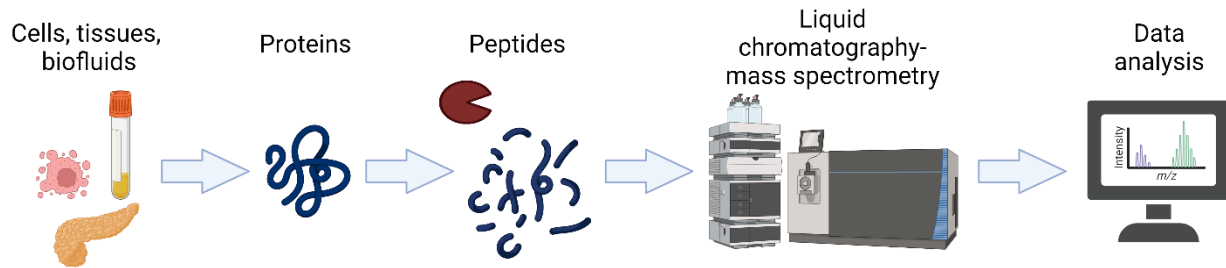 Cells, tissues,
biofluids
Proteins
Peptides
Liquid
chromatography-
mass spectrometry
Data
analysis
Intensity
m/z